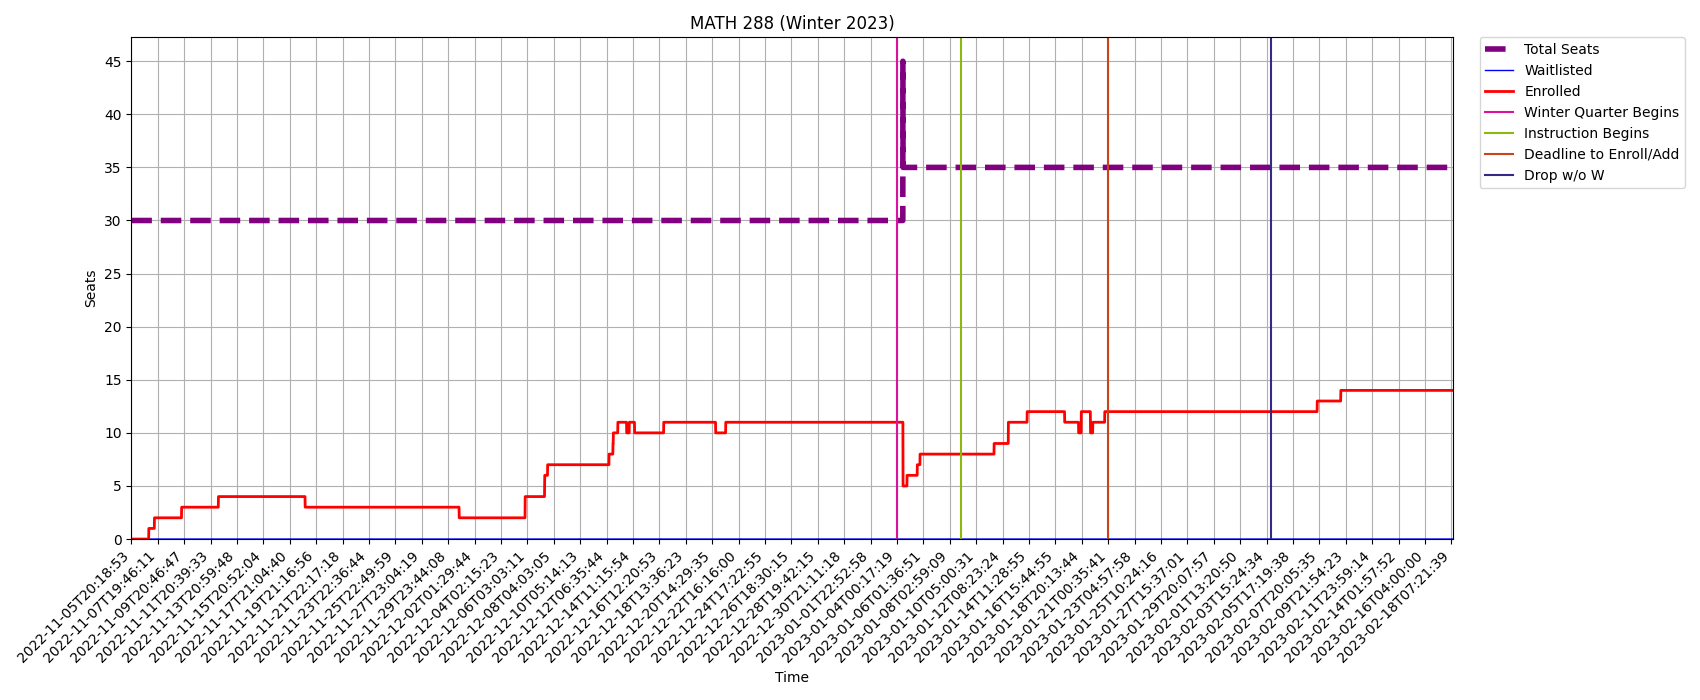 MATH 288 (Winter 2023)
45
40
35
30
25
20
15
10
5
0
Seats
2022-11-05T20:18:53
2022-11-07T19:46:11
2022-11-09T20:46:47
2022-11-11T20:39:33
2022-11-13T20:59:48
2022-11-15T20:52:04
2022-11-17T21:04:40
2022-11-19T21:16:56
2022-11-21T22:17:18
2022-11-23T22:36:44
2022-11-25T22:49:59
2022-11-27T23:04:19
2022-11-29T23:44:08
2022-12-02T01:29:44
2022-12-04T02:15:23
2022-12-06T03:03:11
2022-12-08T04:03:05
2022-12-10T05:14:13
2022-12-12T06:35:44
2022-12-14T11:15:54
2022-12-16T12:20:53
2022-12-18T13:36:23
2022-12-20T14:29:35
2022-12-22T16:16:00
2022-12-24T17:22:55
2022-12-26T18:30:15
2022-12-28T19:42:15
2022-12-30T21:11:18
2023-01-01T22:52:58
2023-01-04T00:17:19
2023-01-06T01:36:51
2023-01-08T02:59:09
2023-01-10T05:00:31
2023-01-12T08:23:24
2023-01-14T11:28:55
2023-01-16T15:44:55
2023-01-18T20:13:44
2023-01-21T00:35:41
2023-01-23T04:57:58
2023-01-25T10:24:16
2023-01-27T15:37:01
2023-01-29T20:07:57
2023-02-01T13:20:50
2023-02-03T15:24:34
2023-02-05T17:19:38
2023-02-07T20:05:35
2023-02-09T21:54:23
2023-02-11T23:59:14
2023-02-14T01:57:52
2023-02-16T04:00:00
2023-02-18T07:21:39
Time
Total Seats
Waitlisted
Enrolled
Winter Quarter Begins
Instruction Begins
Deadline to Enroll/Add
Drop w/o W